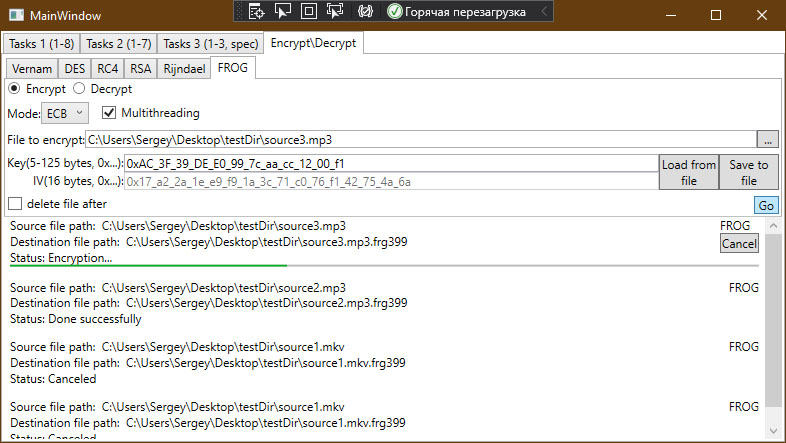 MainWindow
Горячая перезагрузка
Tasks 1 (1-8) Tasks 2 (1-7) Tasks 3 (1-3, spec) Encrypt\Decrypt
Vernam DES RC4 RSA Rijndael FROG
Encrypt Decrypt
Mode: ECB Multithreading
File to encrypt: C:\Users\Sergey\Desktop\testDir\source3.mp3 ...
Key(5-125 bytes, 0x...): 0xAC_3F_39_DE_E0_99_7c_aa_cc_12_00_f1 Load from file Save to file
IV(16 bytes, 0x...): 0x17_a2_2a_1e_e9_f9_1a_3c_71_c0_76_f1_42_75_4a_6a
delete file after Go
Source file path: C:\Users\Sergey\Desktop\testDir\source3.mp3 FROG
Destination file path: C:\Users\Sergey\Desktop\testDir\source3.mp3.frg399 Cancel
Status: Encryption...
Source file path: C:\Users\Sergey\Desktop\testDir\source2.mp3 FROG
Destination file path: C:\Users\Sergey\Desktop\testDir\source2.mp3.frg399
Status: Done successfully
Source file path: C:\Users\Sergey\Desktop\testDir\source1.mkv FROG
Destination file path: C:\Users\Sergey\Desktop\testDir\source1.mkv.frg399
Status: Canceled
Source file path: C:\Users\Sergey\Desktop\testDir\source1.mkv FROG
Destination file path: C:\Users\Sergey\Desktop\testDir\source1.mkv.frg399
Status: Canceled